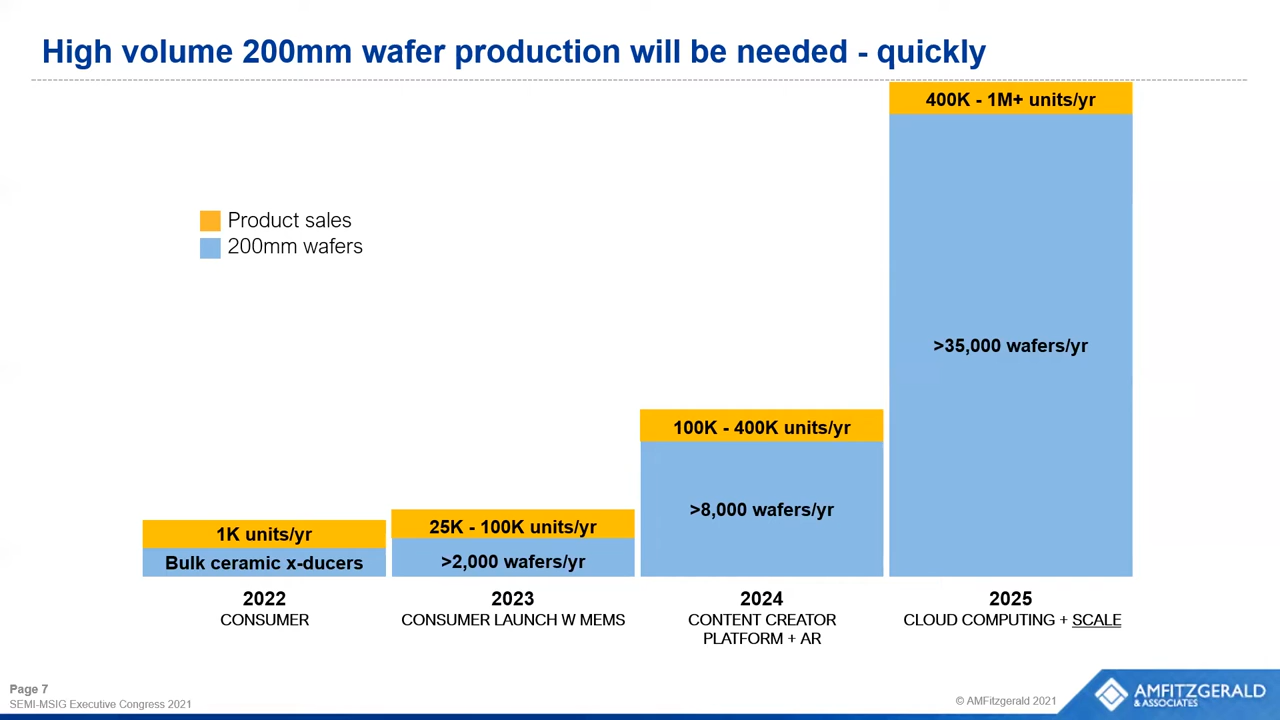 High volume 200mm wafer production will be needed - quickly
400K - 1M+ units/yr
Product sales
200mm wafers
>35,000 wafers/yr
100K - 400K units/yr
>8,000 wafers/yr
1K units/yr
25K - 100K units/yr
Bulk ceramic x-ducers
>2,000 wafers/yr
2022
CONSUMER
2023
CONSUMER LAUNCH W MEMS
2024
CONTENT CREATOR
PLATFORM + AR
2025
CLOUD COMPUTING + SCALE
Page 7
SEMI-MSIG Executive Congress 2021
© AMFitzgerald 2021
AMFITZGERALD
& ASSOCIATES